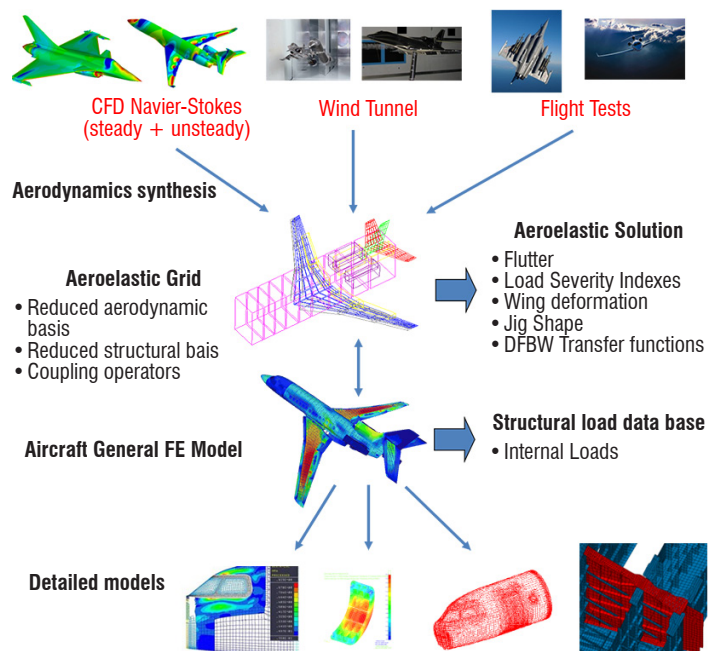 CFD Navier-Stokes
(steady + unsteady)
Wind Tunnel
Flight Tests
Aerodynamics synthesis
Aeroelastic Grid
• Reduced aerodynamic
basis
• Reduced structural bais
• Coupling operators
Aeroelastic Solution
• Flutter
• Load Severity Indexes
• Wing deformation
• Jig Shape
• DFBW Transfer functions
Aircraft General FE Model
Structural load data base
• Internal Loads
Detailed models